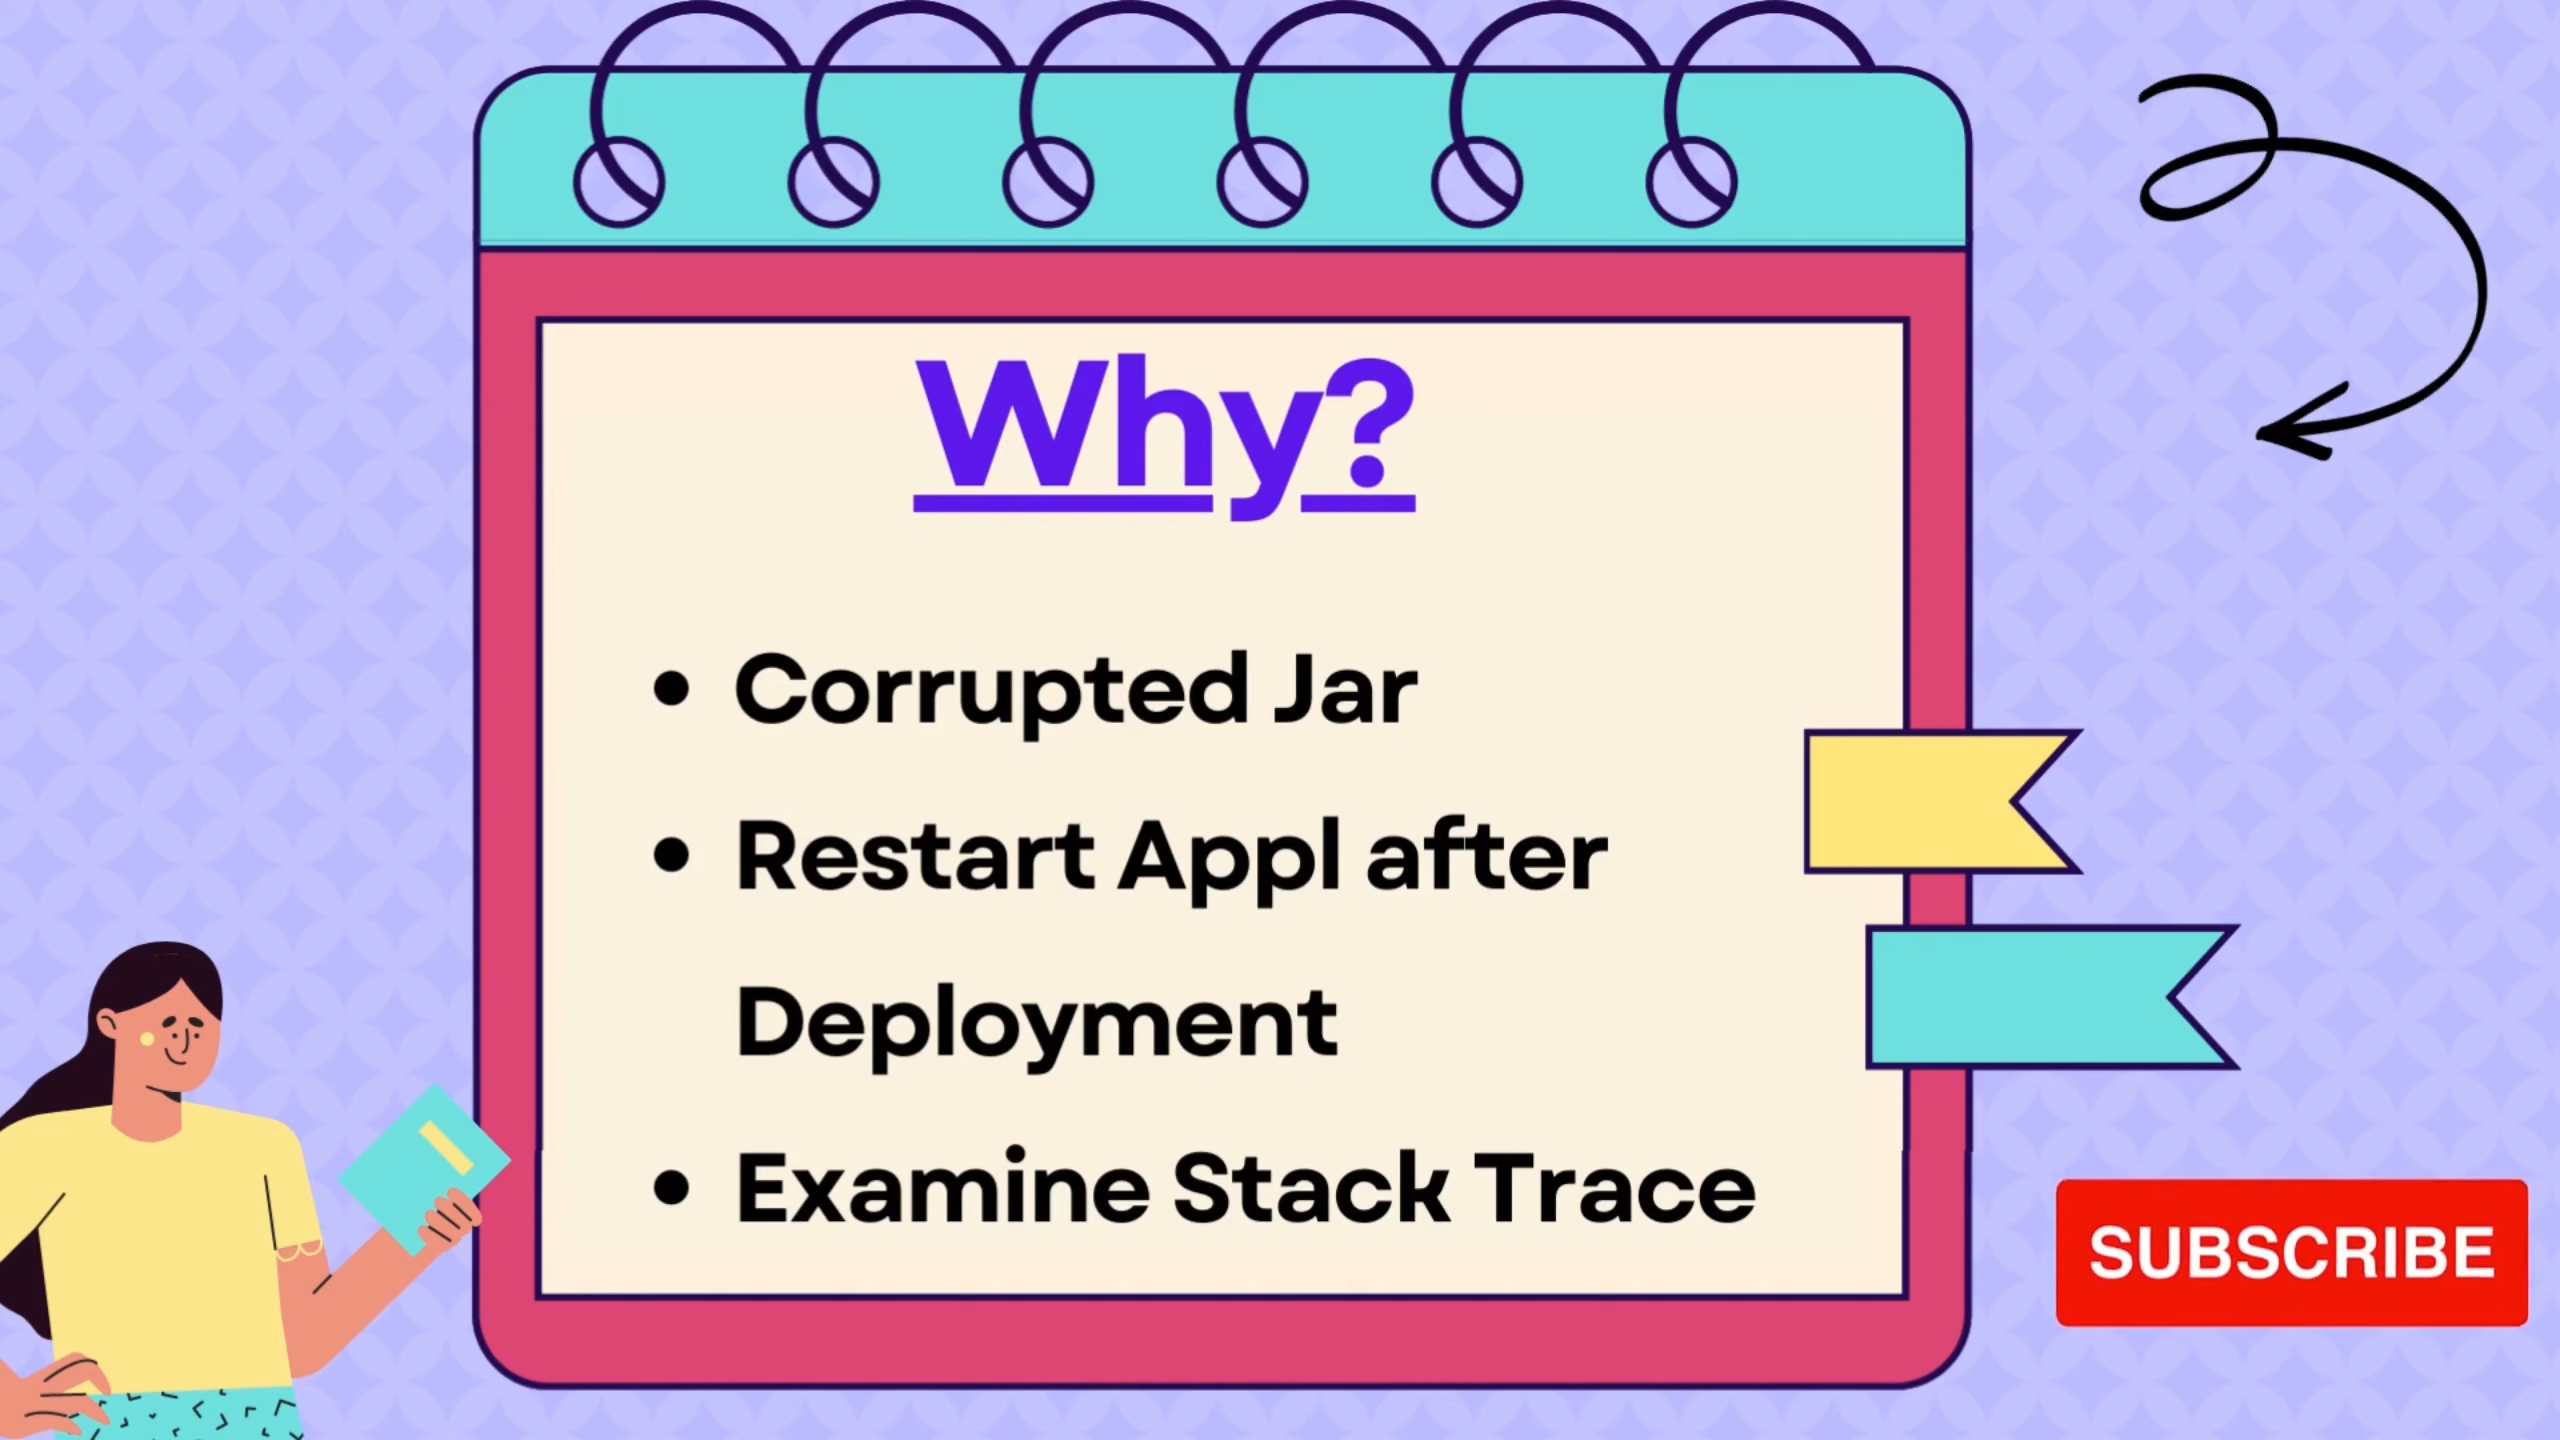 Why?
• Corrupted Jar
• Restart Appl after
Deployment
• Examine Stack Trace
SUBSCRIBE